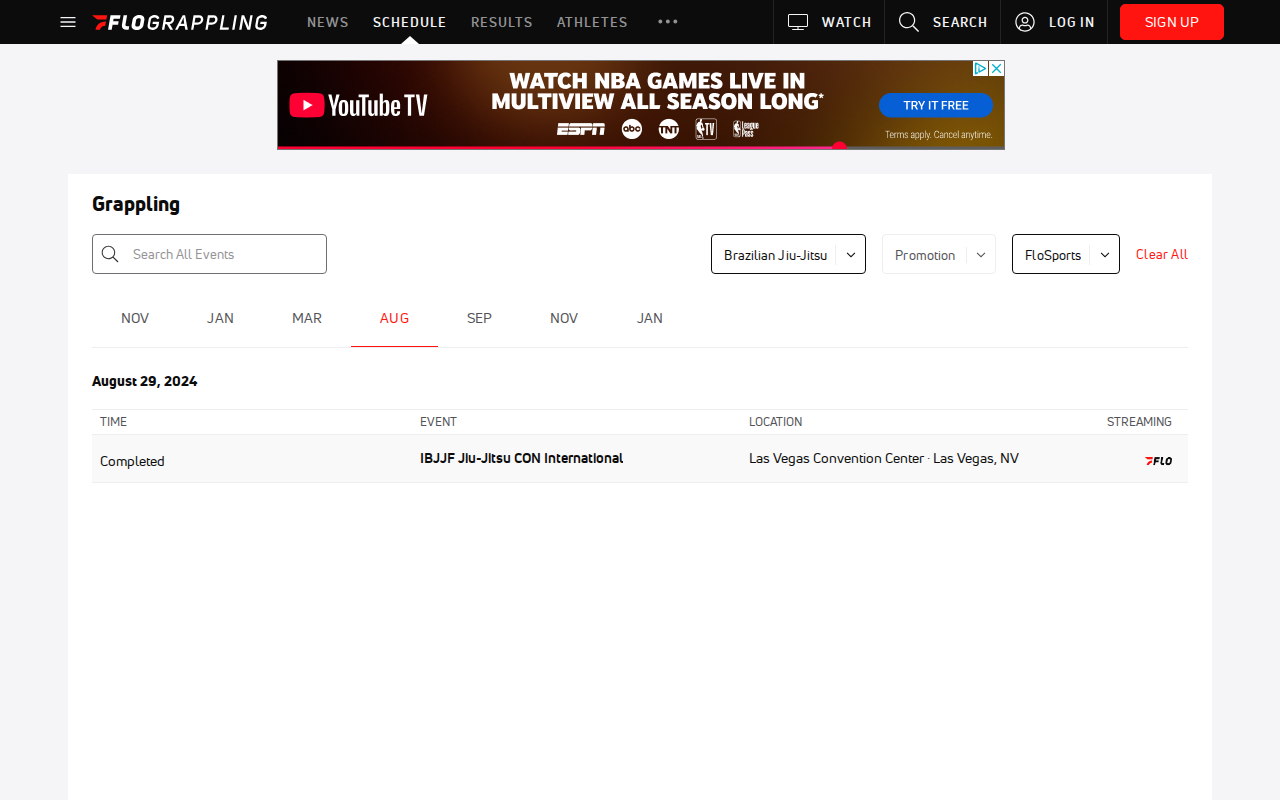 FLOGRAPPLING
NEWS
SCHEDULE
RESULTS
ATHLETES
WATCH
SEARCH
LOG IN
SIGN UP
YouTube TV
WATCH NBA GAMES LIVE IN
MULTIVIEW ALL SEASON LONG*
ESPN abc TNT TV League Pass
TRY IT FREE
Terms apply. Cancel anytime.
Grappling
Search All Events
Brazilian Jiu-Jitsu
Promotion
FloSports
Clear All
NOV
JAN
MAR
AUG
SEP
NOV
JAN
August 29, 2024
TIME
EVENT
LOCATION
STREAMING
Completed
IBJJF Jiu-Jitsu CON International
Las Vegas Convention Center · Las Vegas, NV
FLO